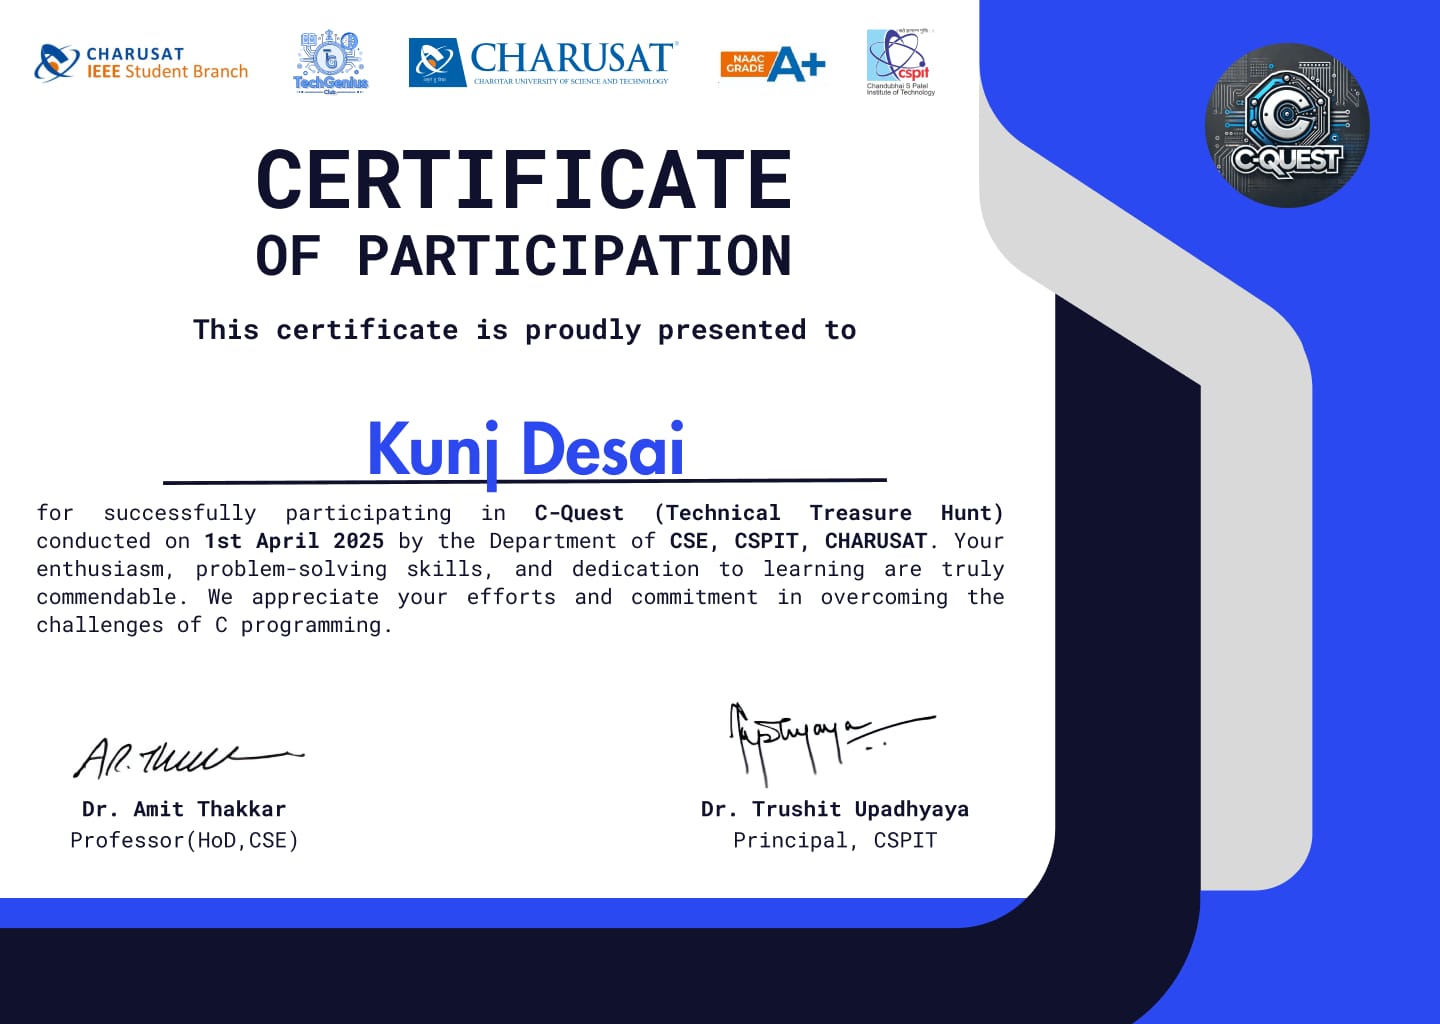 CHARUSAT
IEEE Student Branch
TechGenius
Club
CHARUSAT
CHAROTAR UNIVERSITY OF SCIENCE AND TECHNOLOGY
NAAC
GRADE A+
cspit
Chandubhai S Patel
Institute of Technology
C-QUEST
CERTIFICATE
OF PARTICIPATION
This certificate is proudly presented to
Kunj Desai
for successfully participating in C-Quest (Technical Treasure Hunt)
conducted on 1st April 2025 by the Department of CSE, CSPIT, CHARUSAT. Your
enthusiasm, problem-solving skills, and dedication to learning are truly
commendable. We appreciate your efforts and commitment in overcoming the
challenges of C programming.
Dr. Amit Thakkar
Professor(HoD,CSE)
Dr. Trushit Upadhyaya
Principal, CSPIT